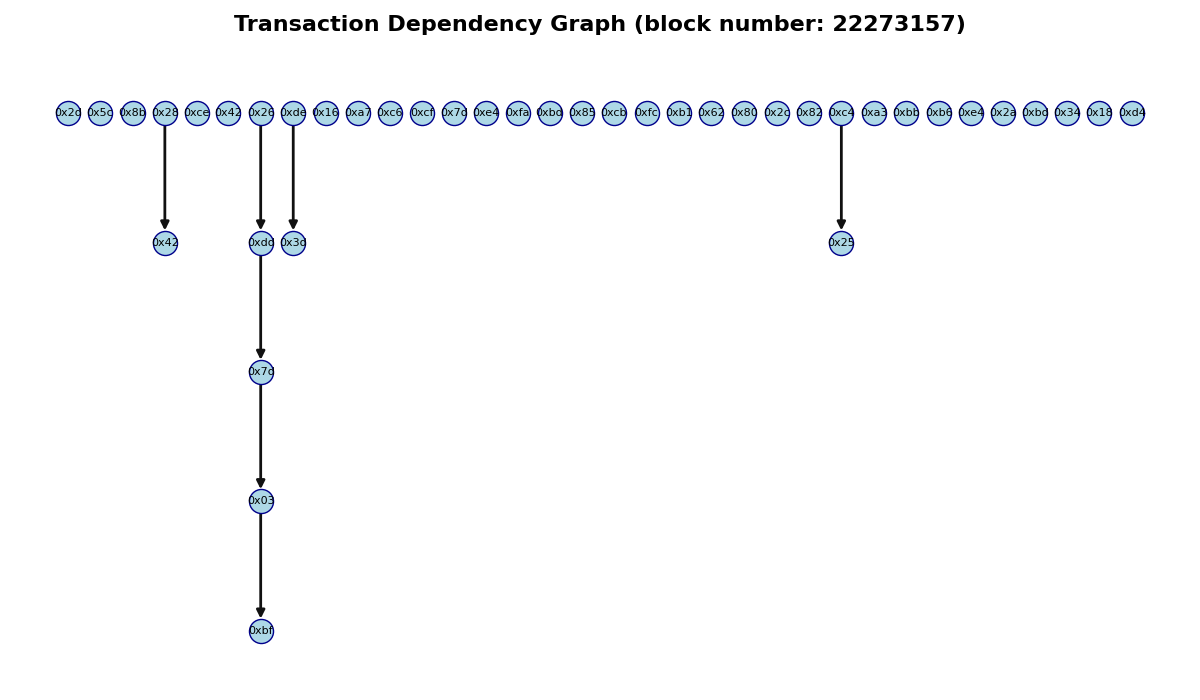 Transaction Dependency Graph (block number: 22273157)
0x2d 0x5c 0x8b 0x28 0xce 0x42 0x26 0xde 0x16 0xa7 0xc6 0xcf 0x7d 0xe4 0xfa 0xbd 0x85 0xcb 0xfc 0xb1 0x62 0x80 0x2c 0x82 0xc4 0xa3 0xbb 0xb6 0xe4 0x2a 0xbd 0x34 0x18 0xd4
0x42 0xdd 0x3d 0x25
0x7d
0x03
0xbf